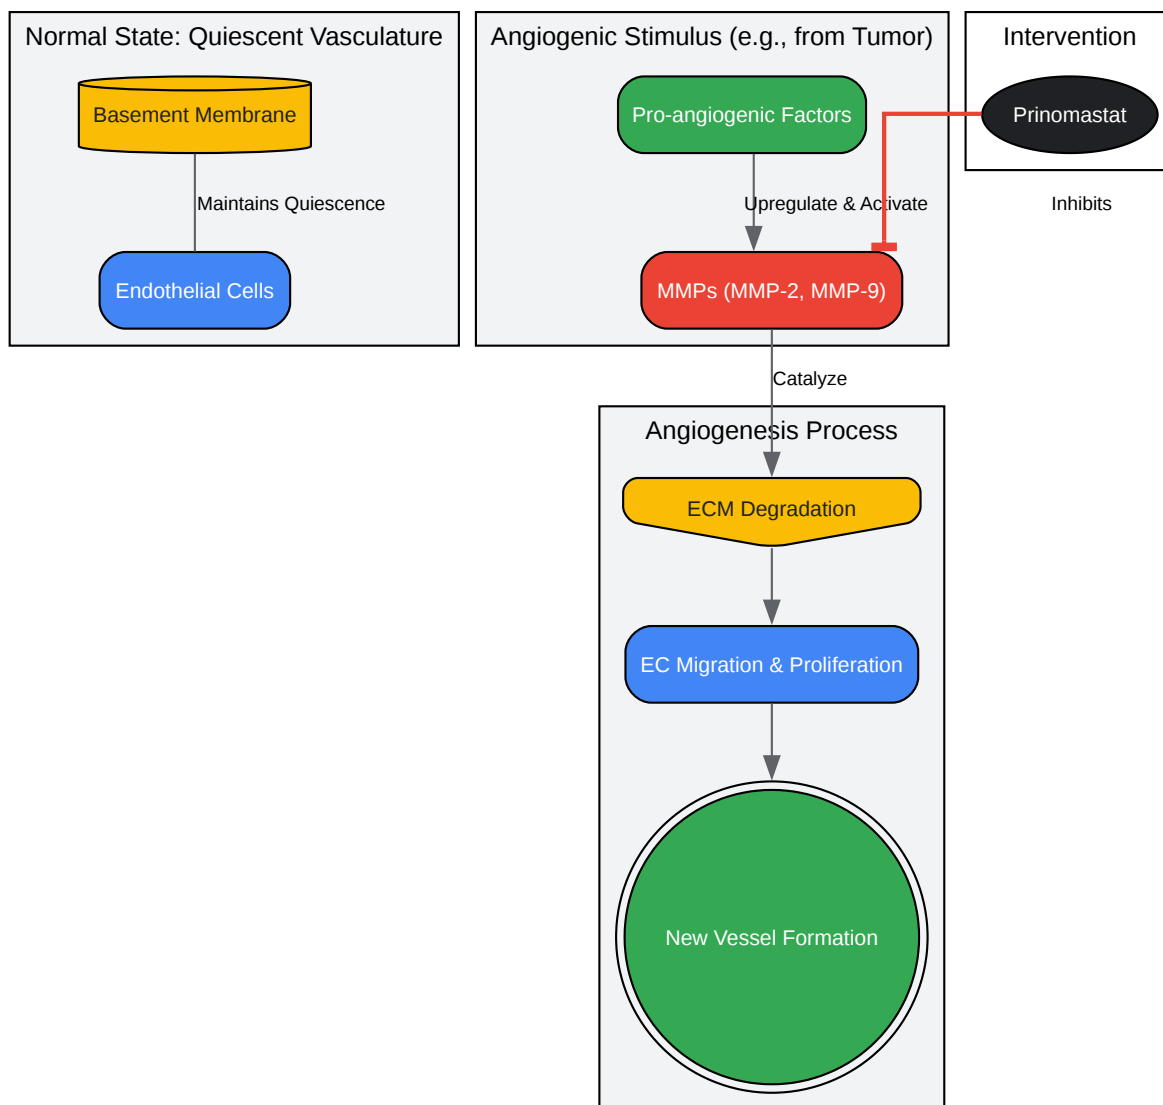 Normal State: Quiescent Vasculature
Basement Membrane
Maintains Quiescence
Endothelial Cells
Angiogenic Stimulus (e.g., from Tumor)
Pro-angiogenic Factors
Upregulate & Activate
MMPs (MMP-2, MMP-9)
Intervention
Prinomastat
Inhibits
Catalyze
Angiogenesis Process
ECM Degradation
EC Migration & Proliferation
New Vessel Formation